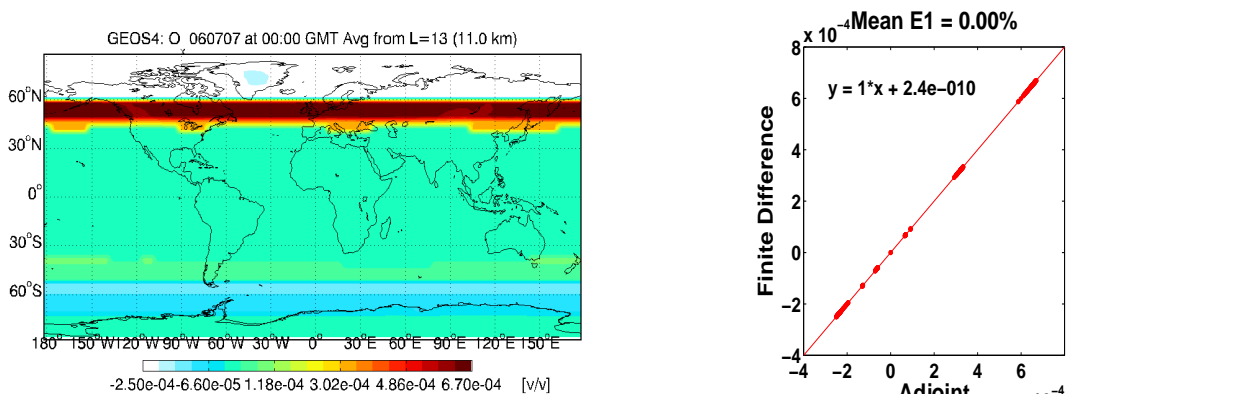 GEOS4: O_060707 at 00:00 GMT Avg from L=13 (11.0 km)
60°N
30°N
0°
30°S
60°S
180° 150°W 120°W 90°W 60°W 30°W 0° 30°E 60°E 90°E 120°E 150°E
-2.50e-04 -6.60e-05 1.18e-04 3.02e-04 4.86e-04 6.70e-04 [v/v]
x 10⁻⁴ Mean E1 = 0.00%
8
y = 1*x + 2.4e−010
6
4
2
0
−2
−4
Finite Difference
−4 −2 0 2 4 6
Adjoint